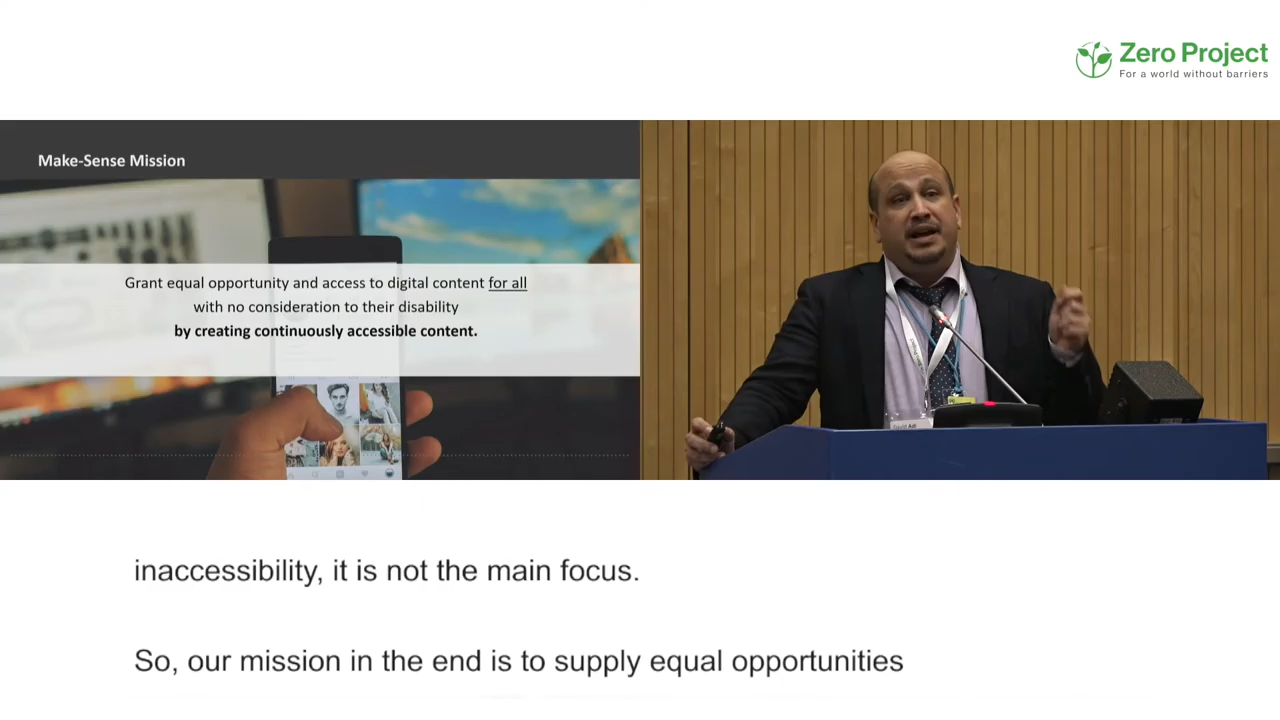 Zero Project
For a world without barriers
Make-Sense Mission
Grant equal opportunity and access to digital content for all
with no consideration to their disability
by creating continuously accessible content.
inaccessibility, it is not the main focus.
So, our mission in the end is to supply equal opportunities